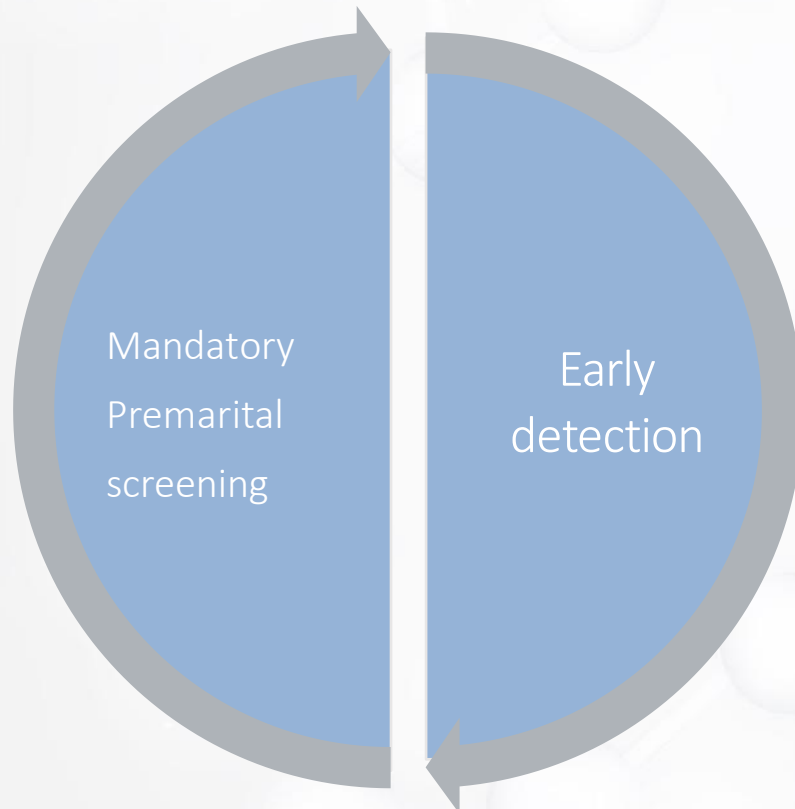 Mandatory
Premarital
screening
Early
detection